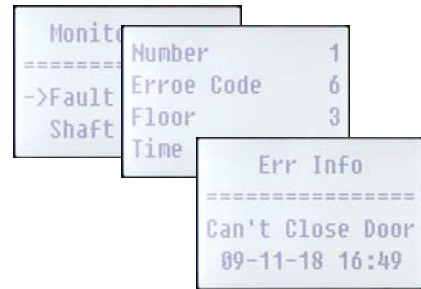 Monito
================
->Fault
Shaft
Number 1
Erroe Code 6
Floor 3
Time
Err Info
================
Can't Close Door
09-11-18 16:49